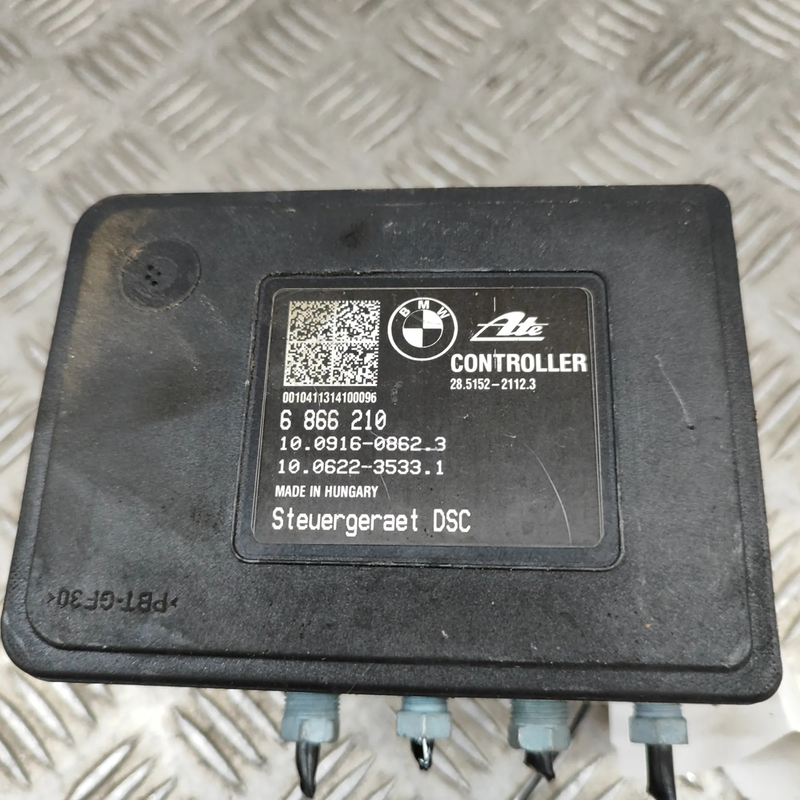 BMW
Ate
CONTROLLER
28.5152-2112.3
0010411314100096
6 866 210
10.0916-0862.3
10.0622-3533.1
MADE IN HUNGARY
Steuergeraet DSC
>PBT-GF30<